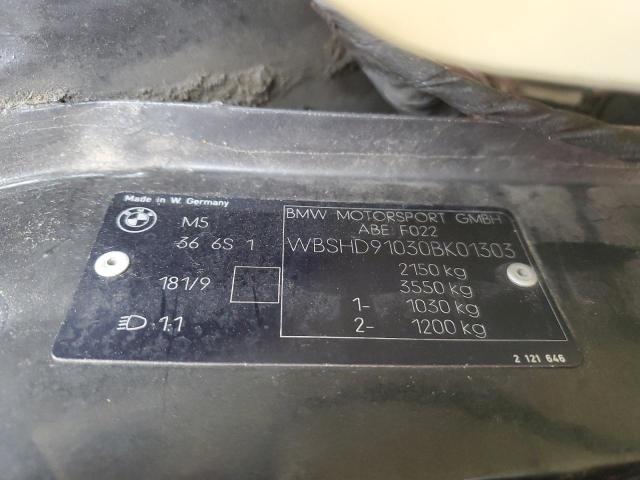 Made in W. Germany
BMW
M5
36 6S 1
181/9
1.1
BMW MOTORSPORT GMBH
ABE F022
WBSHD91030BK01303
2150 kg
3550 kg
1- 1030 kg
2- 1200 kg
2 121 646